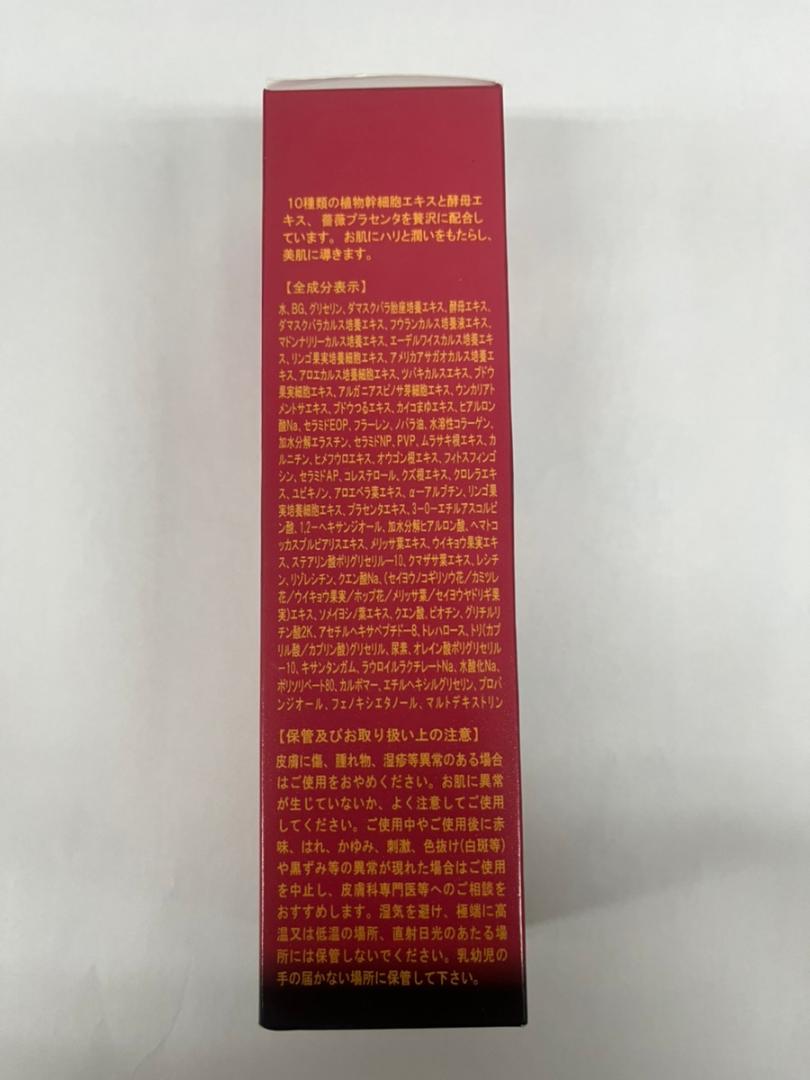 10種類の植物幹細胞エキスと酵母エ
キス、薔薇プラセンタを贅沢に配合し
ています。お肌にハリと潤いをもたらし、
美肌に導きます。
【全成分表示】
水、BG、グリセリン、ダマスクバラ胎座培養エキス、酵母エキス、
ダマスクバラカルス培養エキス、フウランカルス培養液エキス、
マドンナリリーカルス培養エキス、エーデルワイスカルス培養エキ
ス、リンゴ果実培養細胞エキス、アメリカアサガオカルス培養エ
キス、アロエカルス培養細胞エキス、ツバキカルスエキス、ブドウ
果実細胞エキス、アルガニアスピノサ芽細胞エキス、ウンカリアト
メントサエキス、ブドウつるエキス、カイコまゆエキス、ヒアルロン
酸Na、セラミドEOP、フラーレン、ノバラ油、水溶性コラーゲン、
加水分解エラスチン、セラミドNP、PVP、ムラサキ根エキス、カ
ルニチン、ヒメフウロエキス、オウゴン根エキス、フィトスフィンゴ
シン、セラミドAP、コレステロール、クズ根エキス、クロレラエキ
ス、ユビキノン、アロエベラ葉エキス、α－アルブチン、リンゴ果
実培養細胞エキス、プラセンタエキス、3－O－エチルアスコルビ
ン酸、1,2－ヘキサンジオール、加水分解ヒアルロン酸、ヘマトコ
ッカスプルビアリスエキス、メリッサ葉エキス、ウイキョウ果実エキ
ス、ステアリン酸ポリグリセリル－10、クマザサ葉エキス、レシチ
ン、リゾレシチン、クエン酸Na、（セイヨウノコギリソウ花／カミツレ
花／ウイキョウ果実／ホップ花／メリッサ葉／セイヨウヤドリギ果
実）エキス、ソメイヨシノ葉エキス、クエン酸、ビオチン、グリチルリ
チン酸2K、アセチルヘキサペプチド－8、トレハロース、トリ（カプ
リル酸／カプリン酸）グリセリル、尿素、オレイン酸ポリグリセリル
－10、キサンタンガム、ラウロイルラクチレートNa、水酸化Na、
ポリソルベート80、カルボマー、エチルヘキシルグリセリン、プロパ
ンジオール、フェノキシエタノール、マルトデキストリン
【保管及びお取り扱い上の注意】
皮膚に傷、腫れ物、湿疹等異常のある場合
はご使用をおやめください。お肌に異常
が生じていないか、よく注意してご使用
してください。ご使用中やご使用後に赤
味、はれ、かゆみ、刺激、色抜け（白斑等）
や黒ずみ等の異常が現れた場合はご使用
を中止し、皮膚科専門医等へのご相談を
おすすめします。湿気を避け、極端に高
温又は低温の場所、直射日光のあたる場
所には保管しないでください。乳幼児の
手の届かない場所に保管して下さい。